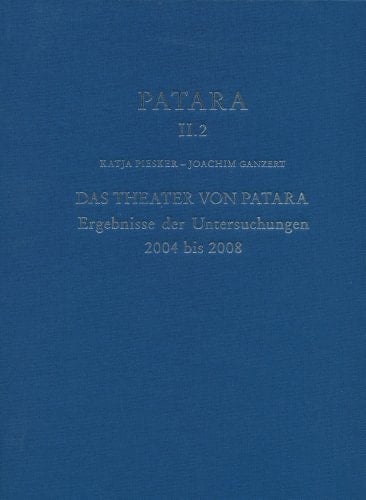 PATARA
II.2
KATJA PIESKER – JOACHIM GANZERT
DAS THEATER VON PATARA
Ergebnisse der Untersuchungen
2004 bis 2008